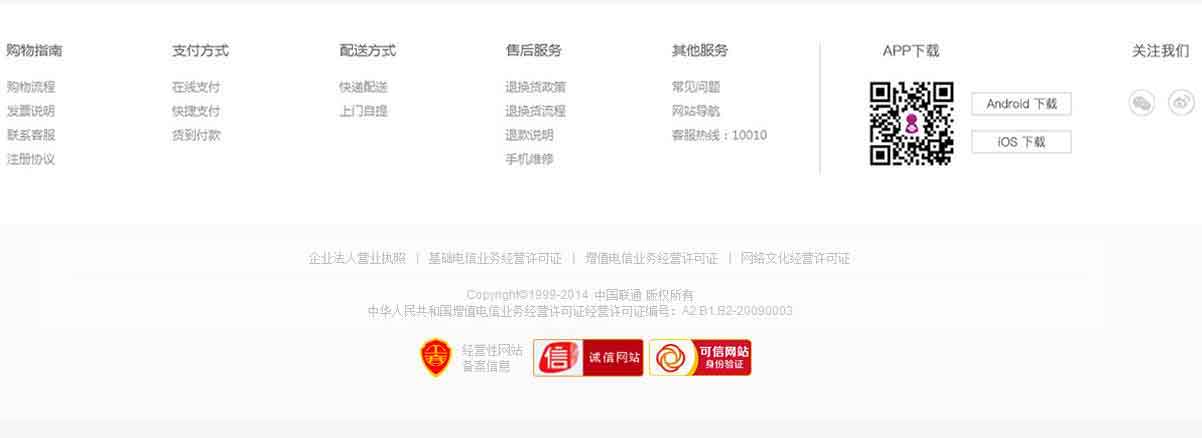 购物指南
购物流程
发票说明
联系客服
注册协议
支付方式
在线支付
快捷支付
货到付款
配送方式
快递配送
上门自提
售后服务
退换货政策
退换货流程
退款说明
手机维修
其他服务
常见问题
网站导航
客服热线：10010
APP下载
Android 下载
iOS 下载
关注我们
企业法人营业执照 | 基础电信业务经营许可证 | 增值电信业务经营许可证 | 网络文化经营许可证
Copyright©1999-2014 中国联通 版权所有
中华人民共和国增值电信业务经营许可证经营许可证编号：A2.B1.B2-20090003
经营性网站
备案信息
信 诚信网站
可信网站
身份验证